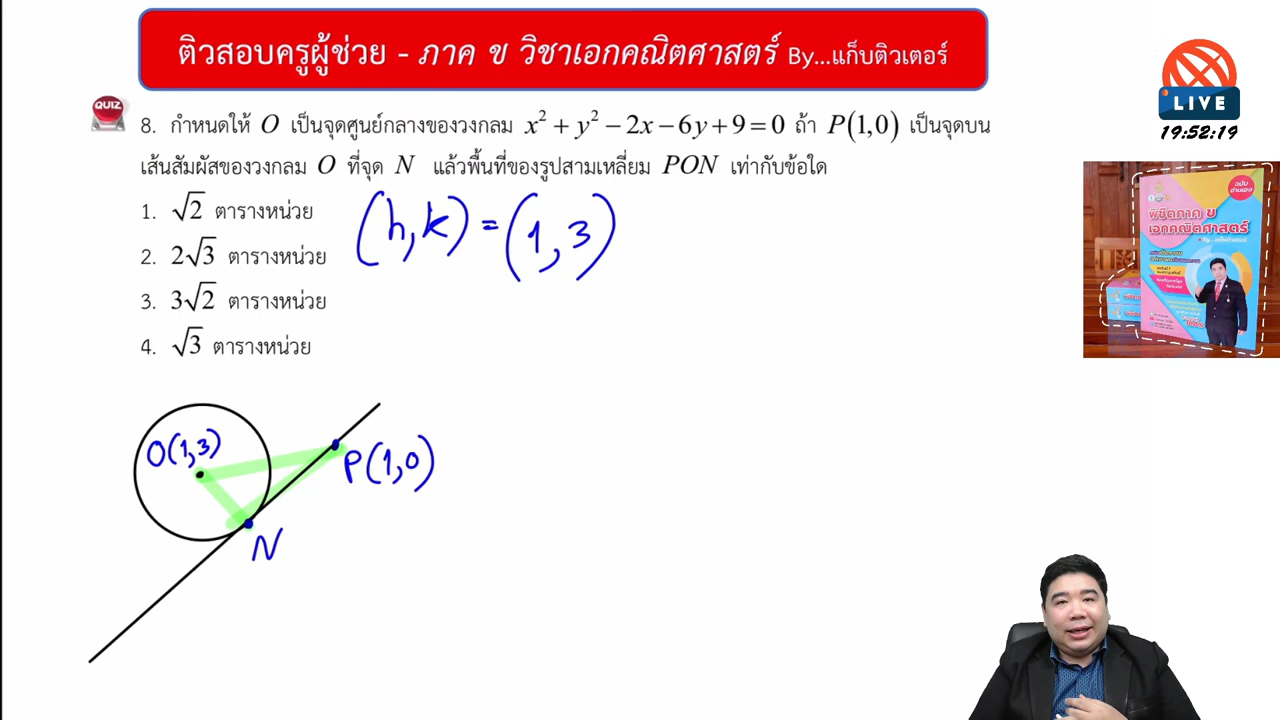 ติวสอบครูผู้ช่วย - ภาค ข วิชาเอกคณิตศาสตร์ By...แก็บติวเตอร์
LIVE
19:52:19
QUIZ
8. กำหนดให้ O เป็นจุดศูนย์กลางของวงกลม x² + y² − 2x − 6y + 9 = 0 ถ้า P(1,0) เป็นจุดบน
เส้นสัมผัสของวงกลม O ที่จุด N แล้วพื้นที่ของรูปสามเหลี่ยม PON เท่ากับข้อใด
1. √2 ตารางหน่วย
2. 2√3 ตารางหน่วย
3. 3√2 ตารางหน่วย
4. √3 ตารางหน่วย
(h,k) = (1,3)
O(1,3)
P(1,0)
N
ฉบับ
อ่านเอง
พิชิตภาค ข
เอกคณิตศาสตร์